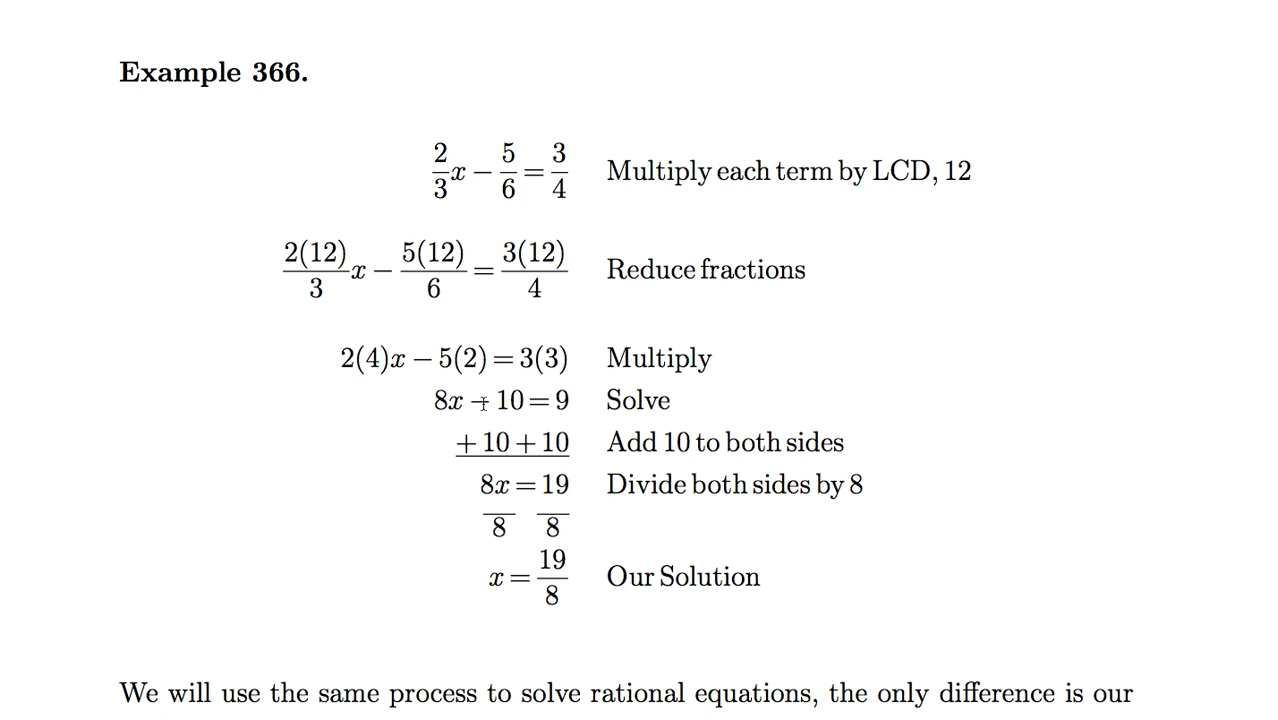 Example 366.
2/3 x − 5/6 = 3/4 Multiply each term by LCD, 12
2(12)/3 x − 5(12)/6 = 3(12)/4 Reduce fractions
2(4)x − 5(2) = 3(3) Multiply
8x − 10 = 9 Solve
+ 10 + 10 Add 10 to both sides
8x = 19 Divide both sides by 8
8 8
x = 19/8 Our Solution
We will use the same process to solve rational equations, the only difference is our